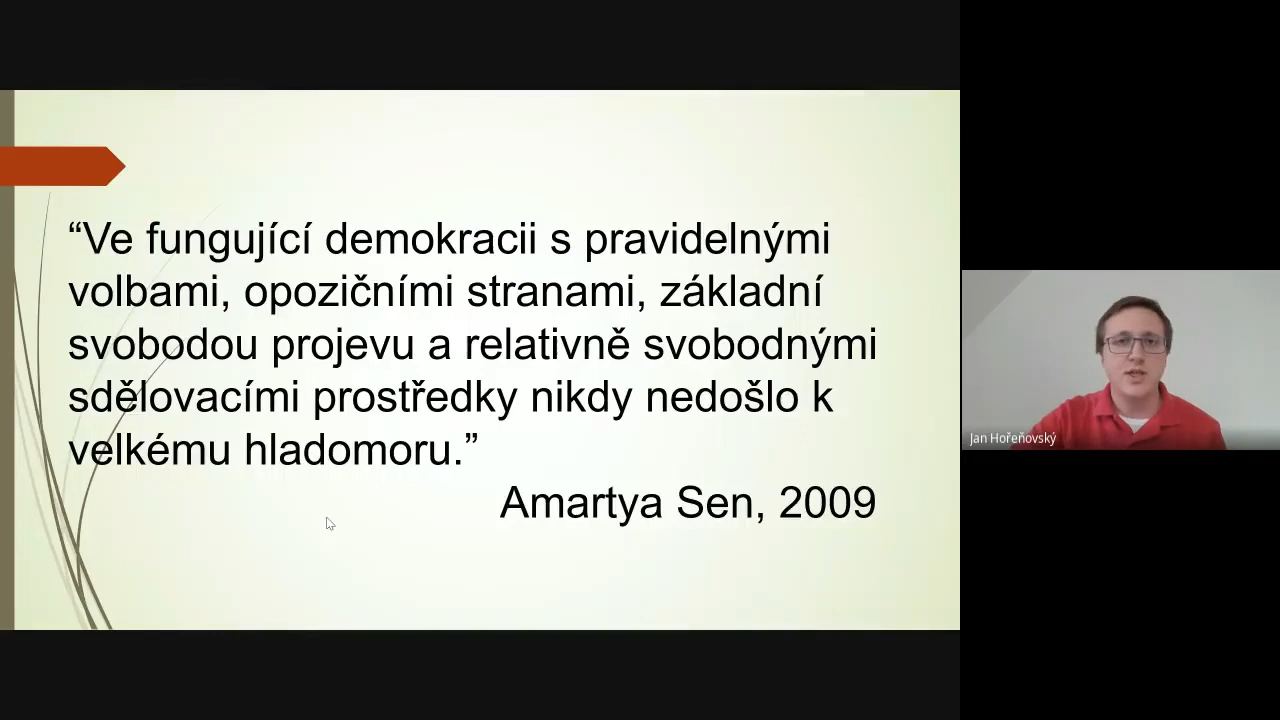 “Ve fungující demokracii s pravidelnými
volbami, opozičními stranami, základní
svobodou projevu a relativně svobodnými
sdělovacími prostředky nikdy nedošlo k
velkému hladomoru.”
Amartya Sen, 2009
Jan Hořeňovský